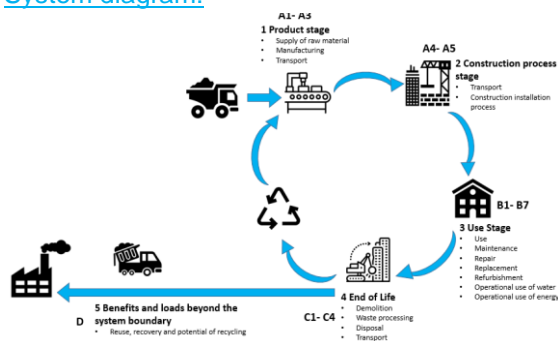 System diagram:
A1- A3
1 Product stage
• Supply of raw material
• Manufacturing
• Transport
A4- A5
2 Construction process
stage
• Transport
• Construction installation
process
B1- B7
3 Use Stage
• Use
• Maintenance
• Repair
• Replacement
• Refurbishment
• Operational use of water
• Operational use of energy
C1- C4
4 End of Life
• Demolition
• Waste processing
• Disposal
• Transport
D
5 Benefits and loads beyond the
system boundary
• Reuse, recovery and potential of recycling